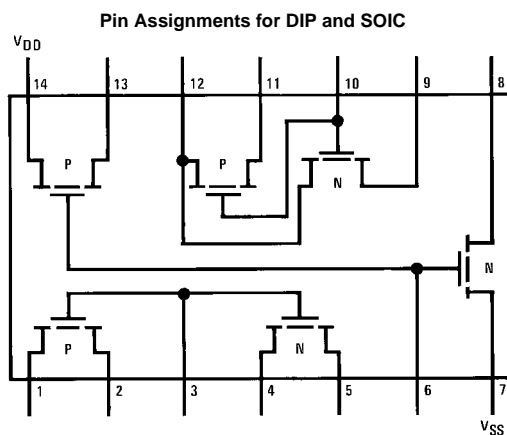 Pin Assignments for DIP and SOIC
VDD
14 13 12 11 10 9 8
P P N
N
P N
1 2 3 4 5 6 7
VSS